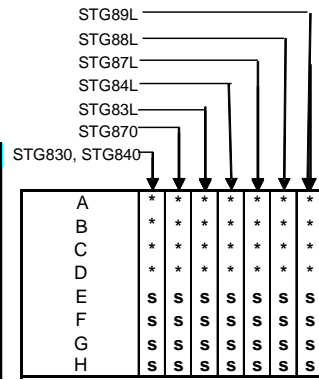 STG89L
STG88L
STG87L
STG84L
STG83L
STG870
STG830, STG840
A * * * * * * *
B * * * * * * *
C * * * * * * *
D * * * * * * *
E s s s s s s s
F s s s s s s s
G s s s s s s s
H s s s s s s s